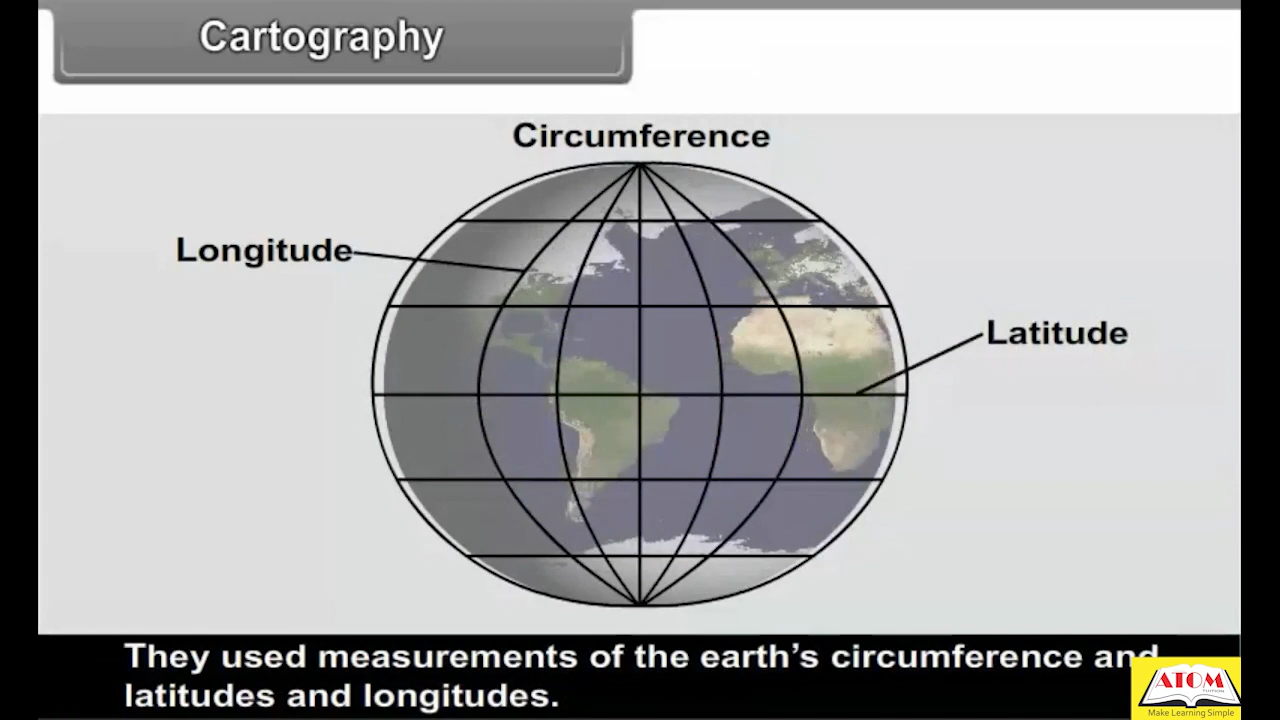 Cartography
Circumference
Longitude
Latitude
They used measurements of the earth's circumference and
latitudes and longitudes.
ATOM
Make Learning Simple